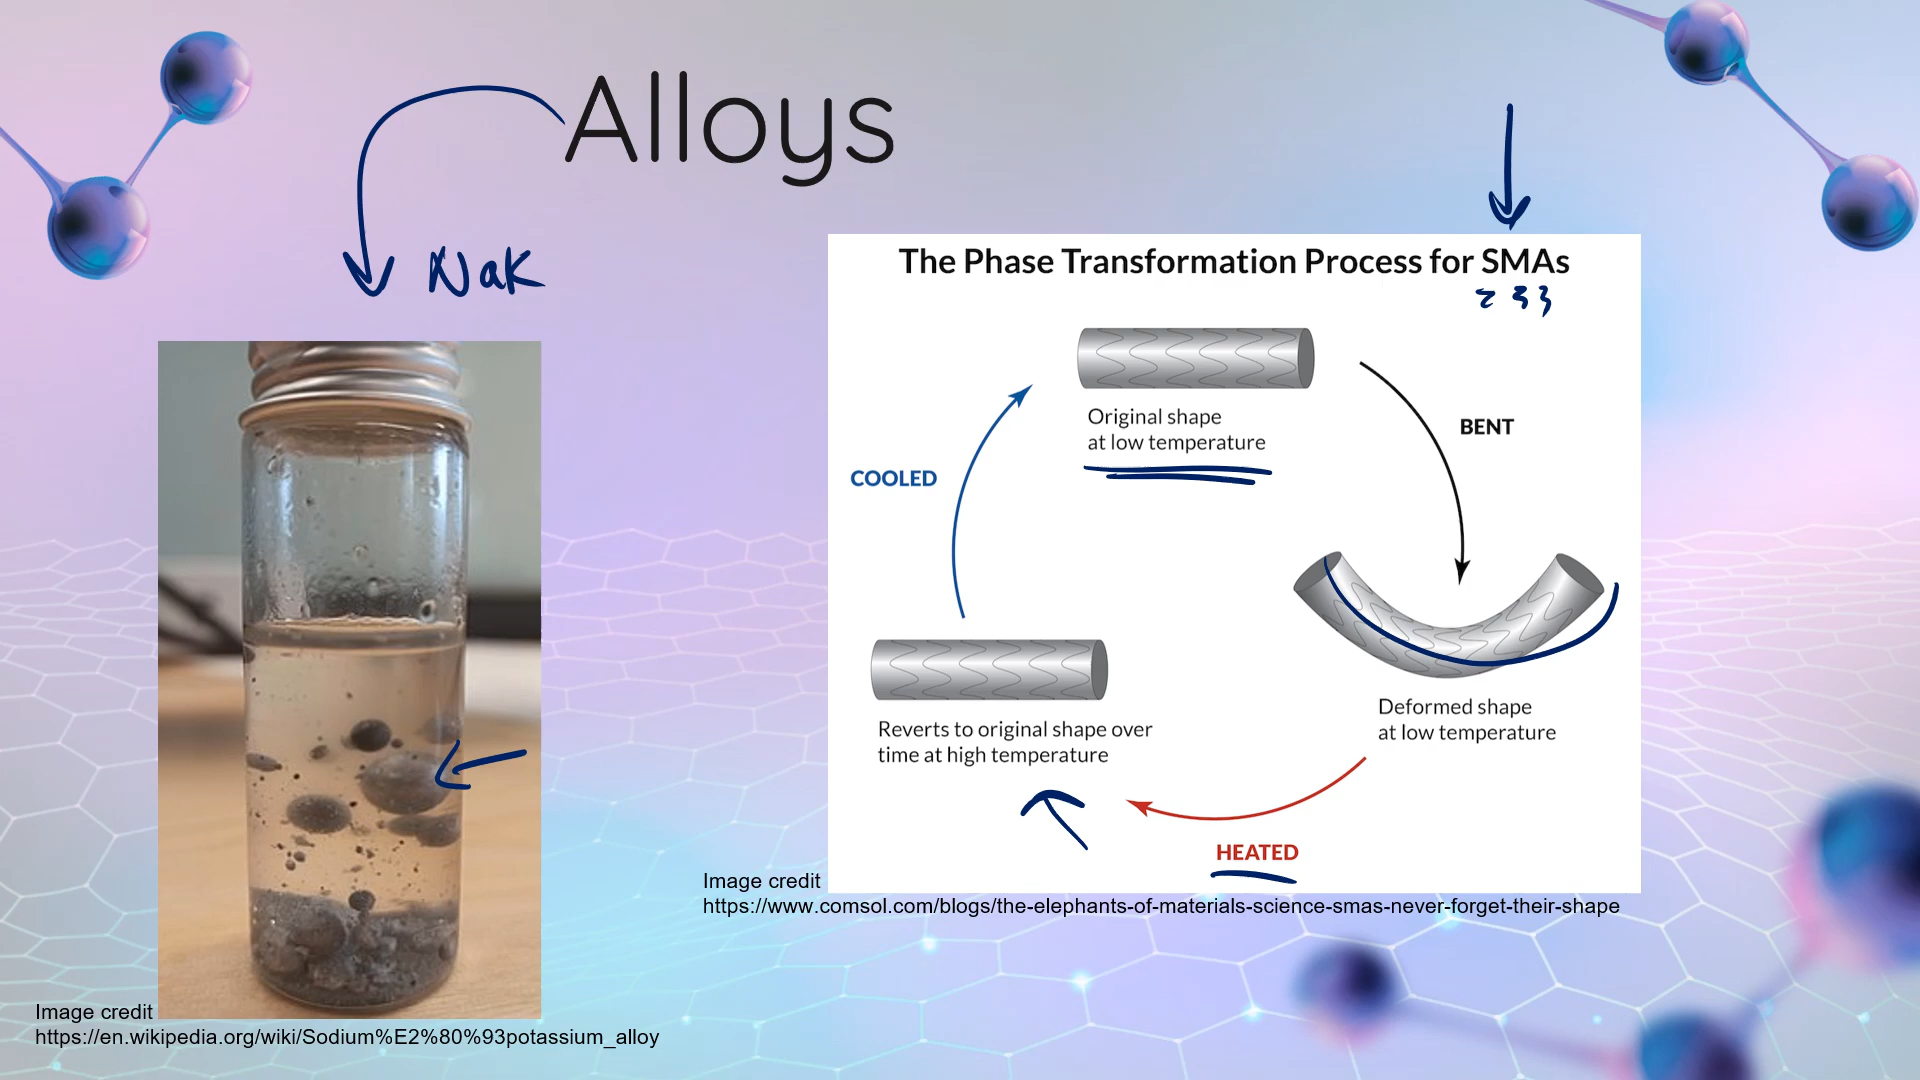 Alloys
NaK
The Phase Transformation Process for SMAs
Original shape
at low temperature
BENT
COOLED
Deformed shape
at low temperature
Reverts to original shape over
time at high temperature
HEATED
Image credit
https://www.comsol.com/blogs/the-elephants-of-materials-science-smas-never-forget-their-shape
Image credit
https://en.wikipedia.org/wiki/Sodium%E2%80%93potassium_alloy